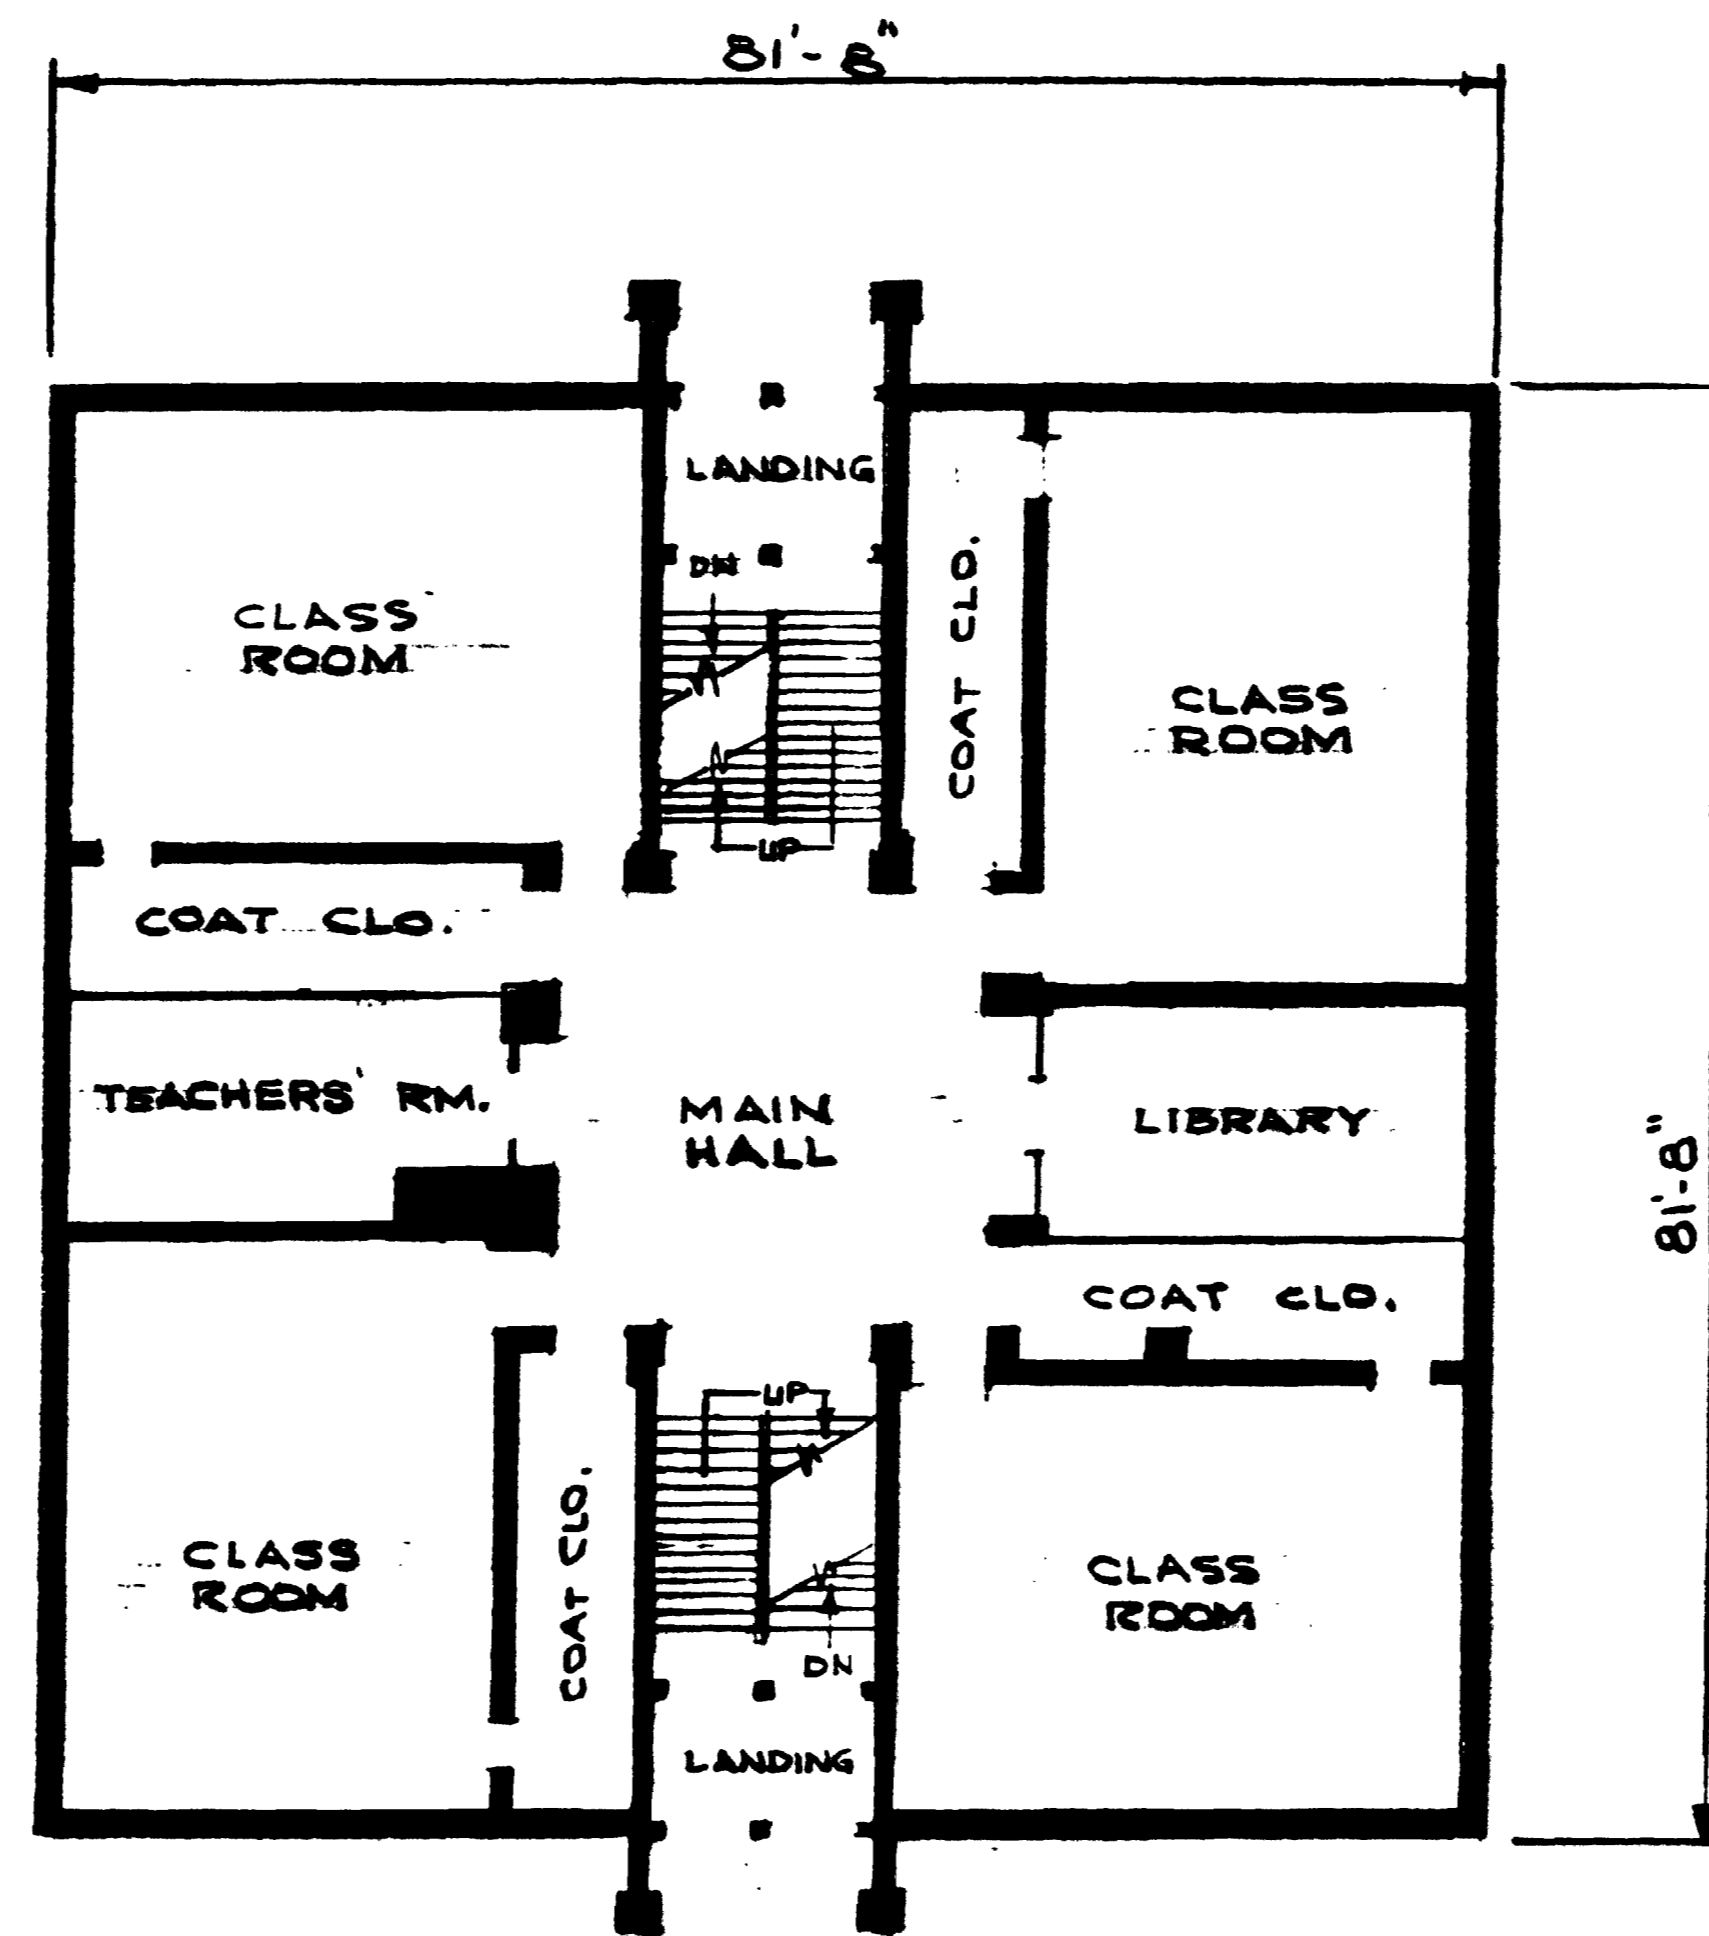 81'-8"
LANDING
DN
COAT CLO.
CLASS
ROOM
CLASS
ROOM
UP
COAT CLO.
TEACHERS' RM.
MAIN
HALL
LIBRARY
81'-8"
COAT CLO.
UP
COAT CLO.
CLASS
ROOM
CLASS
ROOM
DN
LANDING